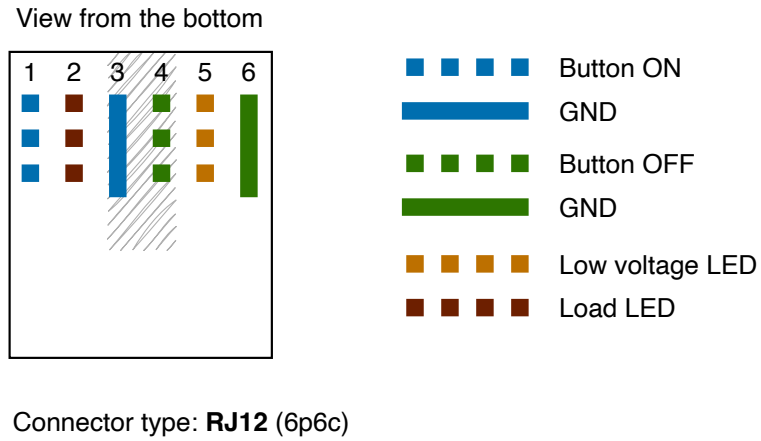 View from the bottom
1 2 3 4 5 6
Button ON
GND
Button OFF
GND
Low voltage LED
Load LED
Connector type: RJ12 (6p6c)